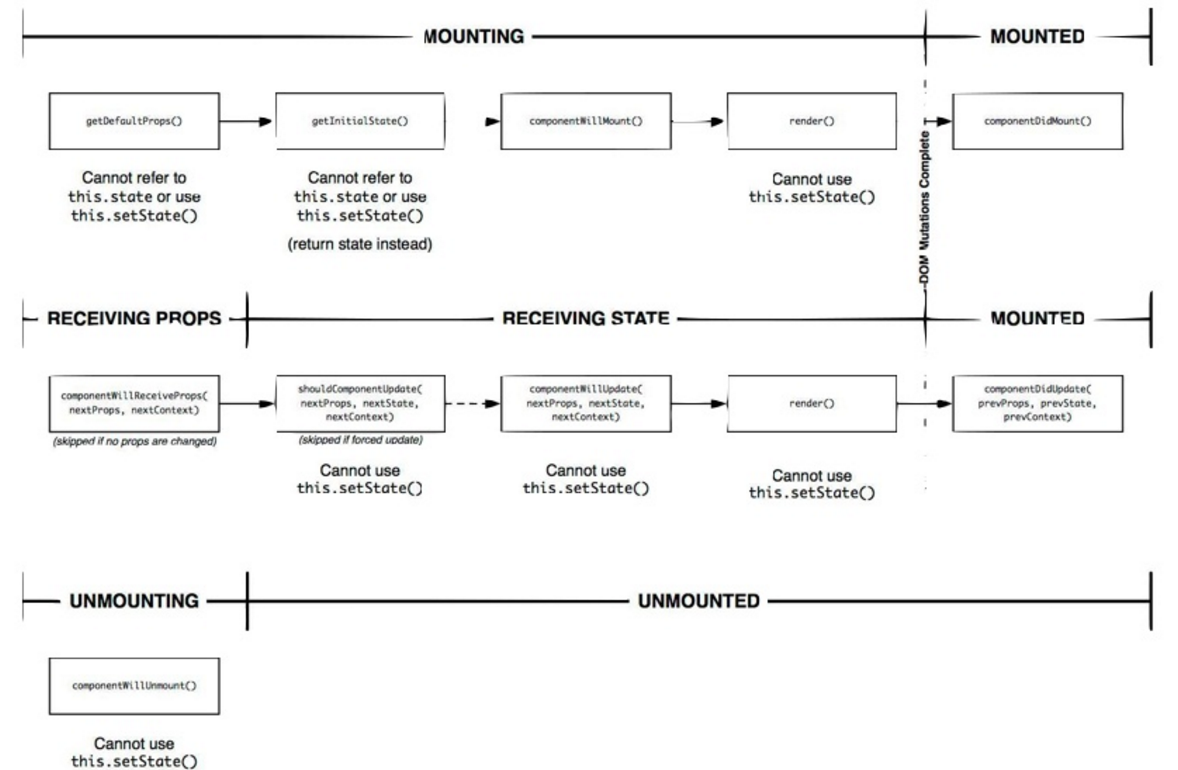 MOUNTING
MOUNTED
getDefaultProps()
getInitialState()
componentWillMount()
render()
componentDidMount()
Cannot refer to
this.state or use
this.setState()
Cannot refer to
this.state or use
this.setState()
(return state instead)
Cannot use
this.setState()
DOM Mutations Complete
RECEIVING PROPS
RECEIVING STATE
MOUNTED
componentWillReceiveProps(
nextProps, nextContext)
(skipped if no props are changed)
shouldComponentUpdate(
nextProps, nextState,
nextContext)
(skipped if forced update)
Cannot use
this.setState()
componentWillUpdate(
nextProps, nextState,
nextContext)
Cannot use
this.setState()
render()
Cannot use
this.setState()
componentDidUpdate(
prevProps, prevState,
prevContext)
UNMOUNTING
UNMOUNTED
componentWillUnmount()
Cannot use
this.setState()